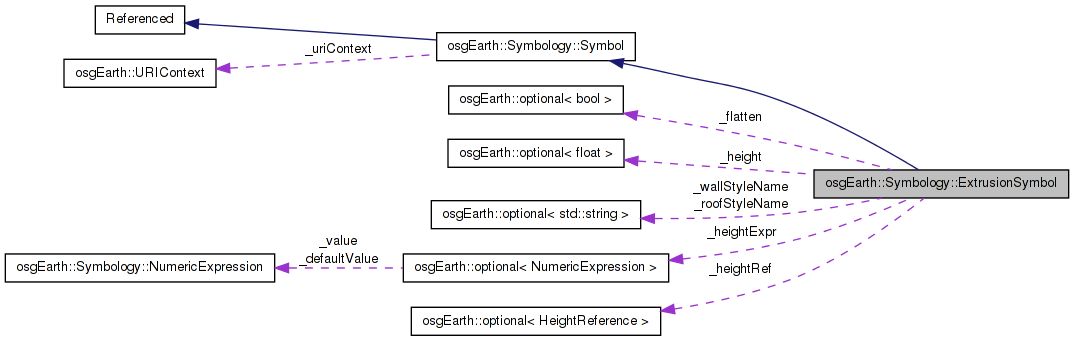 Referenced
osgEarth::Symbology::Symbol
_uriContext
osgEarth::URIContext
osgEarth::optional< bool >
_flatten
osgEarth::optional< float >
_height
osgEarth::Symbology::ExtrusionSymbol
_wallStyleName
_roofStyleName
osgEarth::optional< std::string >
_heightExpr
_value
_defaultValue
osgEarth::Symbology::NumericExpression
osgEarth::optional< NumericExpression >
_heightRef
osgEarth::optional< HeightReference >